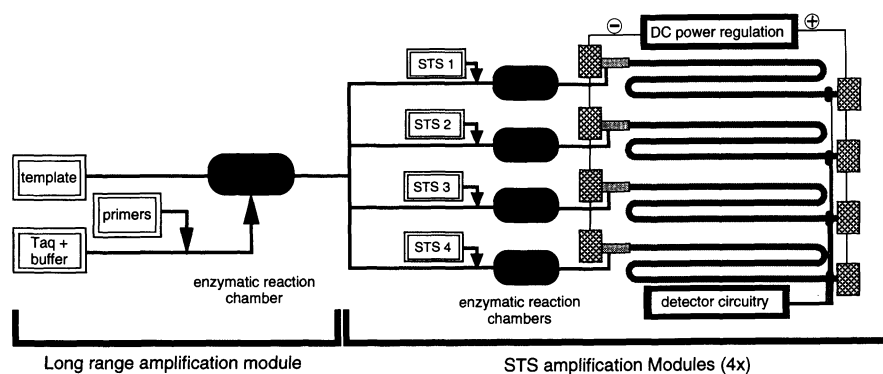 DC power regulation
STS 1
STS 2
template
STS 3
primers
Taq +
buffer
STS 4
enzymatic reaction
chamber
enzymatic reaction
chambers
detector circuitry
Long range amplification module
STS amplification Modules (4x)